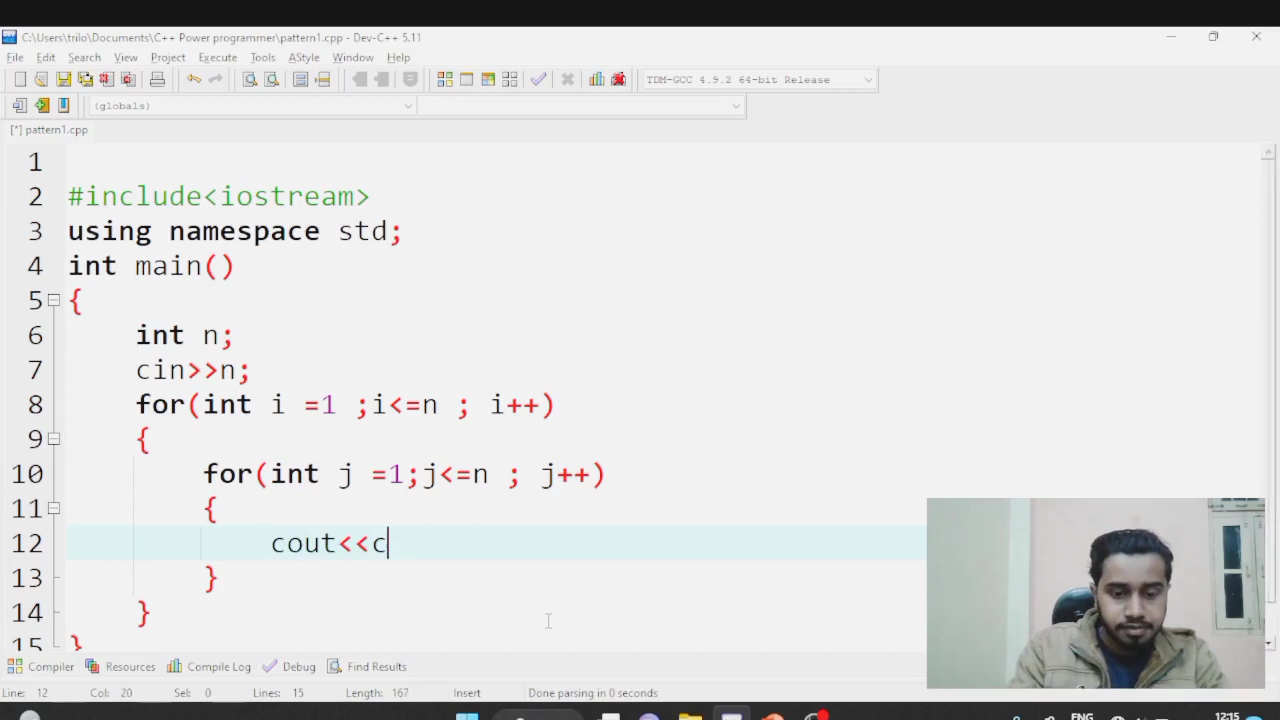 C:\Users\trilo\Documents\C++ Power programmer\pattern1.cpp - Dev-C++ 5.11
File Edit Search View Project Execute Tools AStyle Window Help
TDM-GCC 4.9.2 64-bit Release
(globals)
[*] pattern1.cpp
1
2 #include<iostream>
3 using namespace std;
4 int main()
5 {
6 int n;
7 cin>>n;
8 for(int i =1 ;i<=n ; i++)
9 {
10 for(int j =1;j<=n ; j++)
11 {
12 cout<<c
13 }
14 }
15 }
Compiler Resources Compile Log Debug Find Results
Line: 12 Col: 20 Sel: 0 Lines: 15 Length: 167 Insert Done parsing in 0 seconds
ENG 12:15